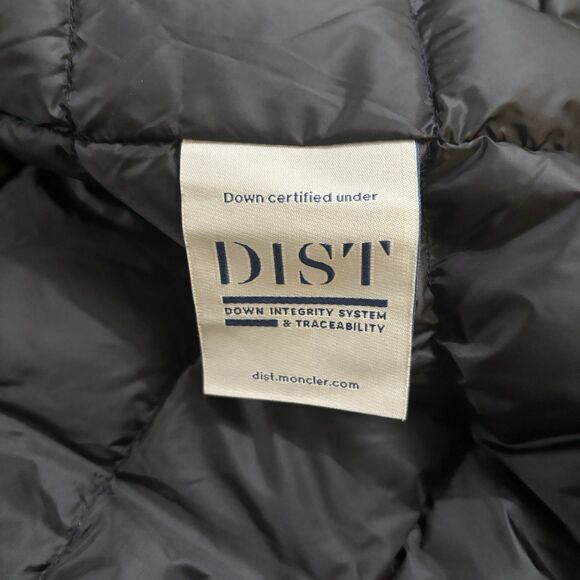 Down certified under
DIST
DOWN INTEGRITY SYSTEM
& TRACEABILITY
dist.moncler.com